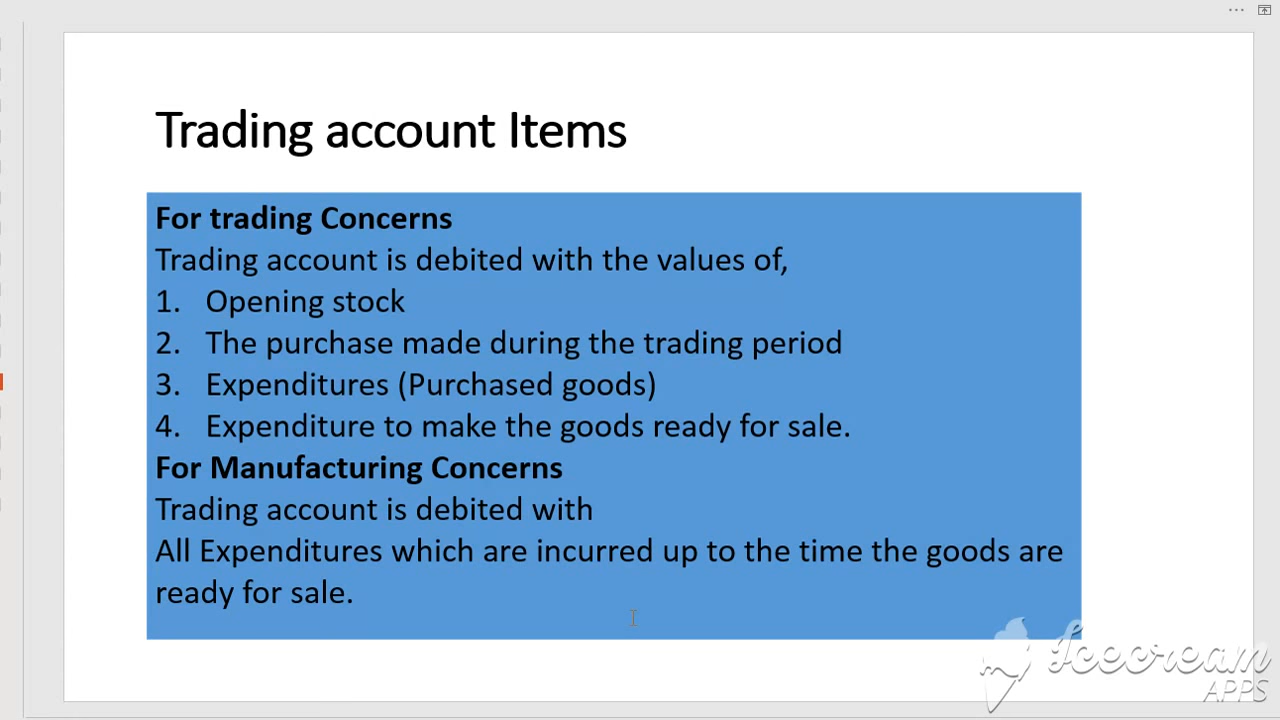 Trading account Items
For trading Concerns
Trading account is debited with the values of,
1. Opening stock
2. The purchase made during the trading period
3. Expenditures (Purchased goods)
4. Expenditure to make the goods ready for sale.
For Manufacturing Concerns
Trading account is debited with
All Expenditures which are incurred up to the time the goods are
ready for sale.
Icecream
APPS